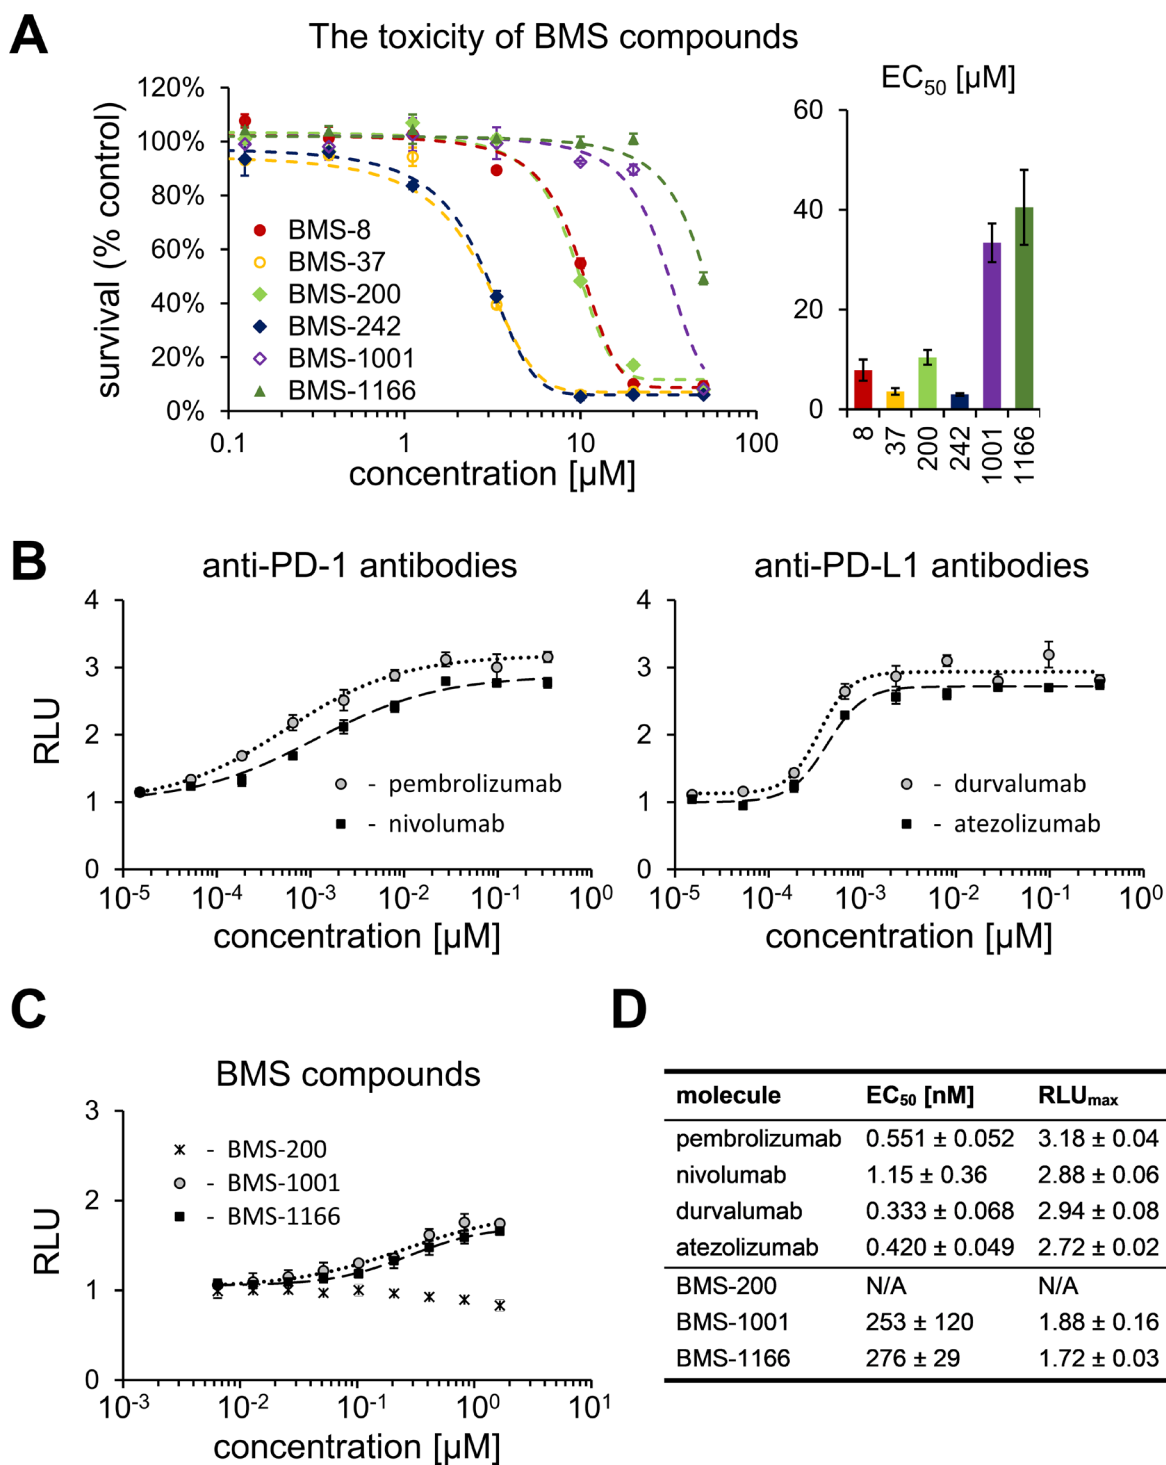 A
The toxicity of BMS compounds
survival (% control)
120%
100%
80%
60%
40%
20%
0%
BMS-8
BMS-37
BMS-200
BMS-242
BMS-1001
BMS-1166
0.1
1
10
100
concentration [µM]
EC50 [µM]
60
40
20
0
8
37
200
242
1001
1166
B
anti-PD-1 antibodies
RLU
4
3
2
1
0
- pembrolizumab
- nivolumab
10-5
10-4
10-3
10-2
10-1
100
concentration [µM]
anti-PD-L1 antibodies
4
3
2
1
0
- durvalumab
- atezolizumab
10-5
10-4
10-3
10-2
10-1
100
concentration [µM]
C
BMS compounds
RLU
3
2
1
0
- BMS-200
- BMS-1001
- BMS-1166
10-3
10-2
10-1
100
101
concentration [µM]
D
molecule EC50 [nM] RLUmax
pembrolizumab 0.551 ± 0.052 3.18 ± 0.04
nivolumab 1.15 ± 0.36 2.88 ± 0.06
durvalumab 0.333 ± 0.068 2.94 ± 0.08
atezolizumab 0.420 ± 0.049 2.72 ± 0.02
BMS-200 N/A N/A
BMS-1001 253 ± 120 1.88 ± 0.16
BMS-1166 276 ± 29 1.72 ± 0.03